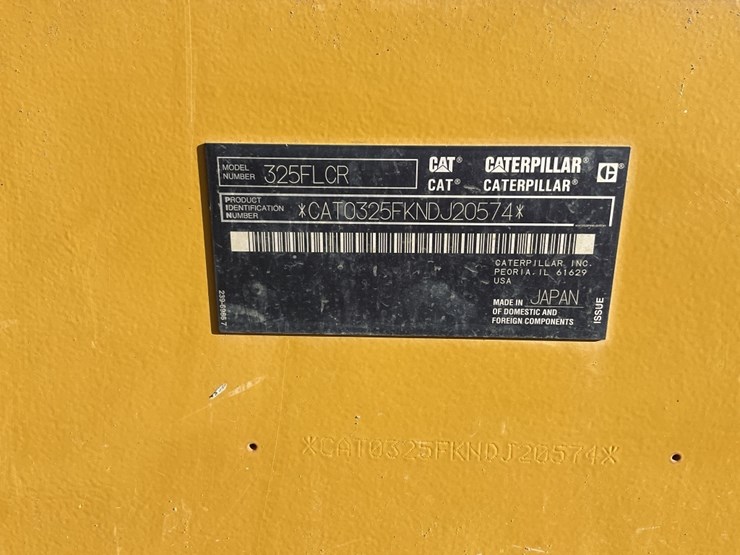 MODEL NUMBER 325FLCR
CAT® CATERPILLAR®
CAT® CATERPILLAR®
PRODUCT IDENTIFICATION NUMBER *CAT0325FKNDJ20574*
CATERPILLAR INC.
PEORIA, IL 61629
USA
MADE IN JAPAN
OF DOMESTIC AND
FOREIGN COMPONENTS
ISSUE
*CAT0325FKNDJ20574*